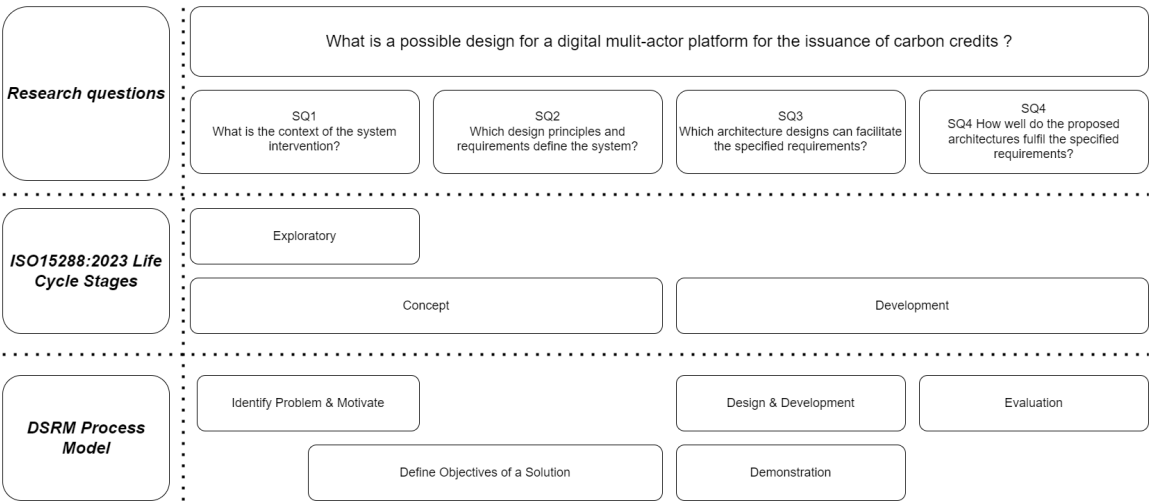 Research questions
What is a possible design for a digital mulit-actor platform for the issuance of carbon credits ?
SQ1
What is the context of the system
intervention?
SQ2
Which design principles and
requirements define the system?
SQ3
Which architecture designs can facilitate
the specified requirements?
SQ4
SQ4 How well do the proposed
architectures fulfil the specified
requirements?
ISO15288:2023 Life
Cycle Stages
Exploratory
Concept
Development
DSRM Process
Model
Identify Problem & Motivate
Design & Development
Evaluation
Define Objectives of a Solution
Demonstration